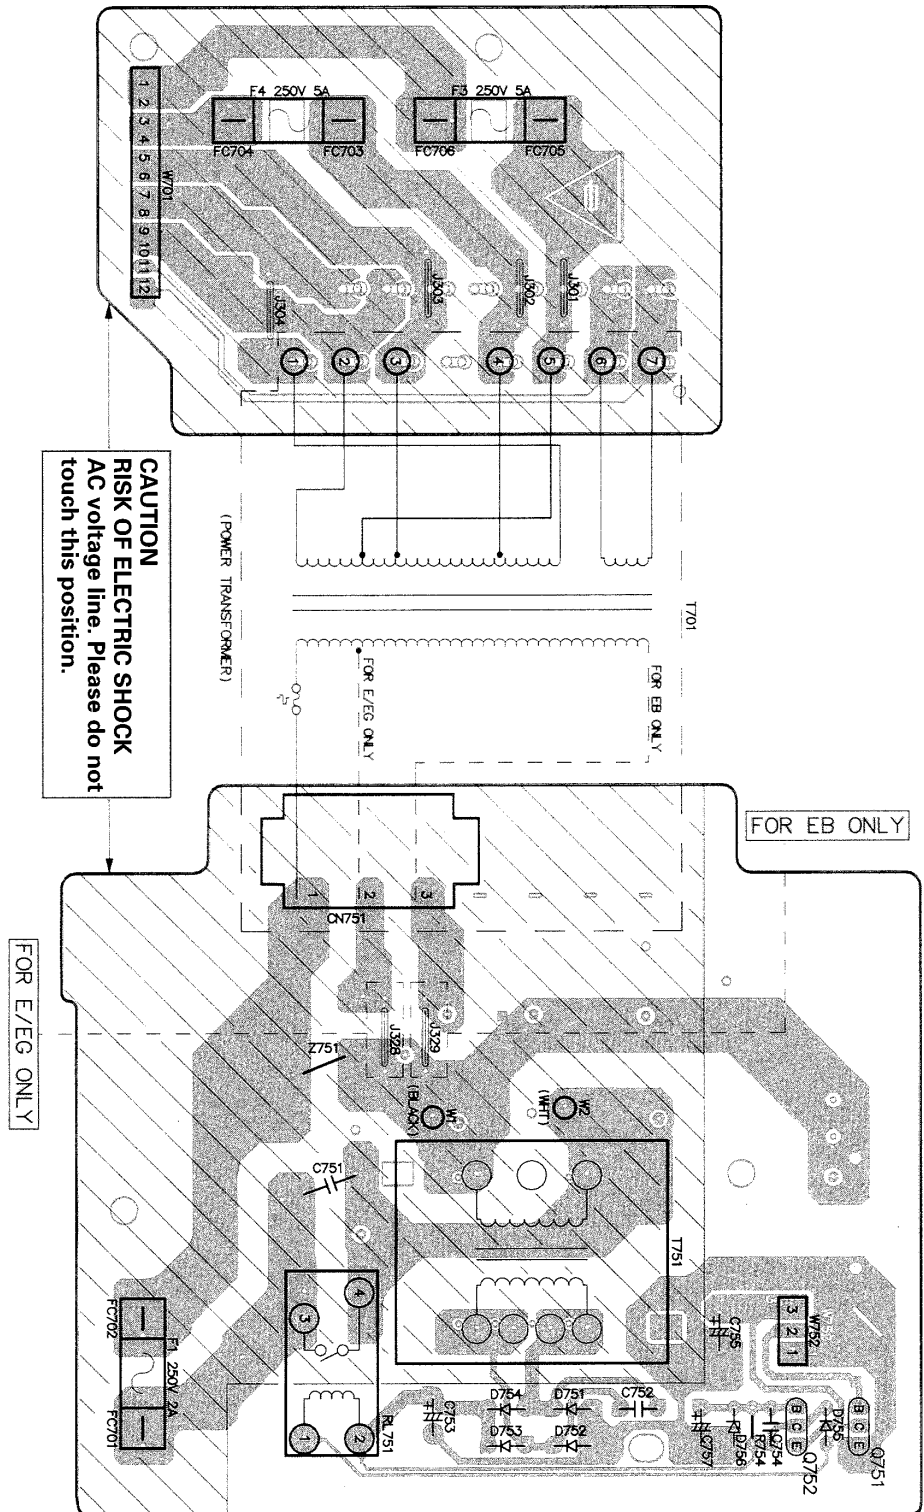 F4 250V 5A
F3 250V 5A
FC704
FC703
FC706
FC705
1 2 3 4 5 6 7 8 9 10 11 12
W701
J304
J303
J302
J301
1
2
3
4
5
6
7
CAUTION
RISK OF ELECTRIC SHOCK
AC voltage line. Please do not
touch this position.
(POWER TRANSFORMER)
T701
FOR E/EG ONLY
FOR EB ONLY
FOR EB ONLY
1
2
3
CN751
FOR E/EG ONLY
Z751
J328
J329
W1
(BLACK)
W2
(WHT)
C751
T751
FC702
F1 250V 2A
FC701
3
4
1
2
RL751
C753
D754
D753
D751
D752
C752
C755
3 2 1
W752
C757
D756
R754
C754
B C E
Q752
D755
B C E
Q751